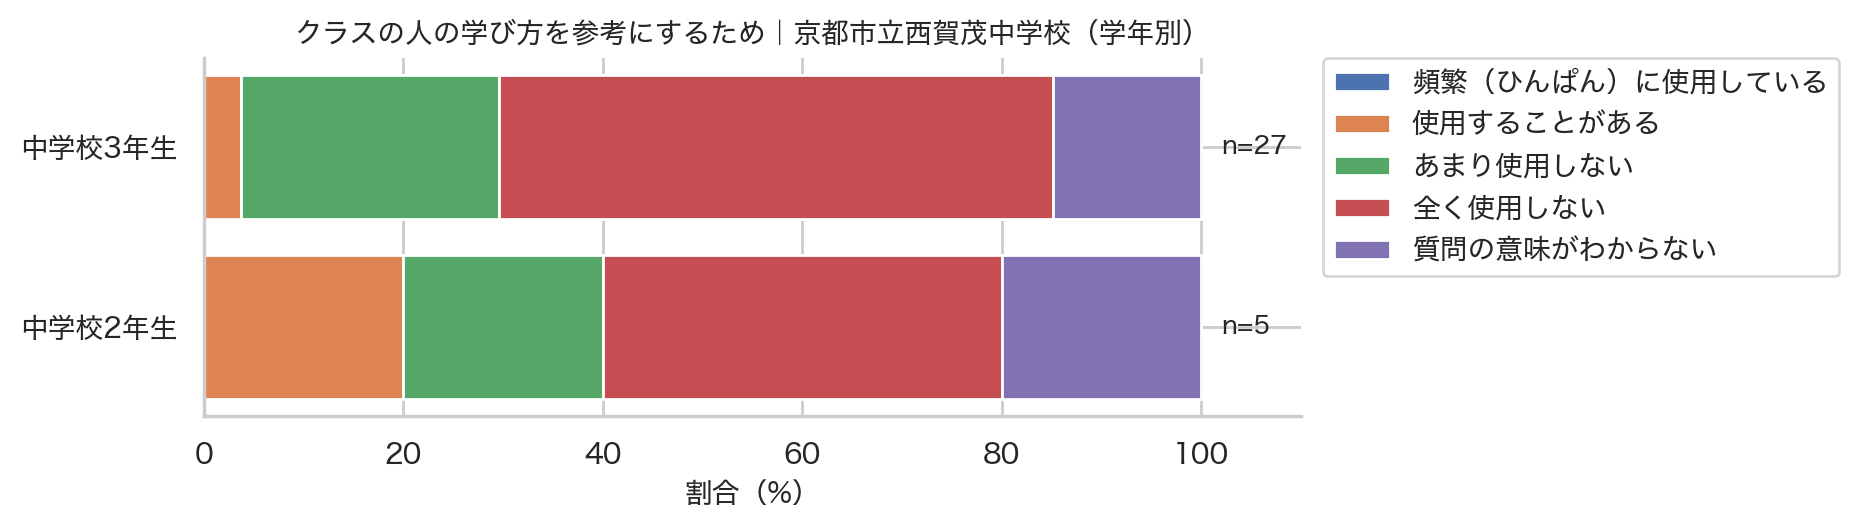 クラスの人の学び方を参考にするため｜京都市立西賀茂中学校（学年別）
中学校3年生
n=27
中学校2年生
n=5
0 20 40 60 80 100
割合（%）
頻繁（ひんぱん）に使用している
使用することがある
あまり使用しない
全く使用しない
質問の意味がわからない